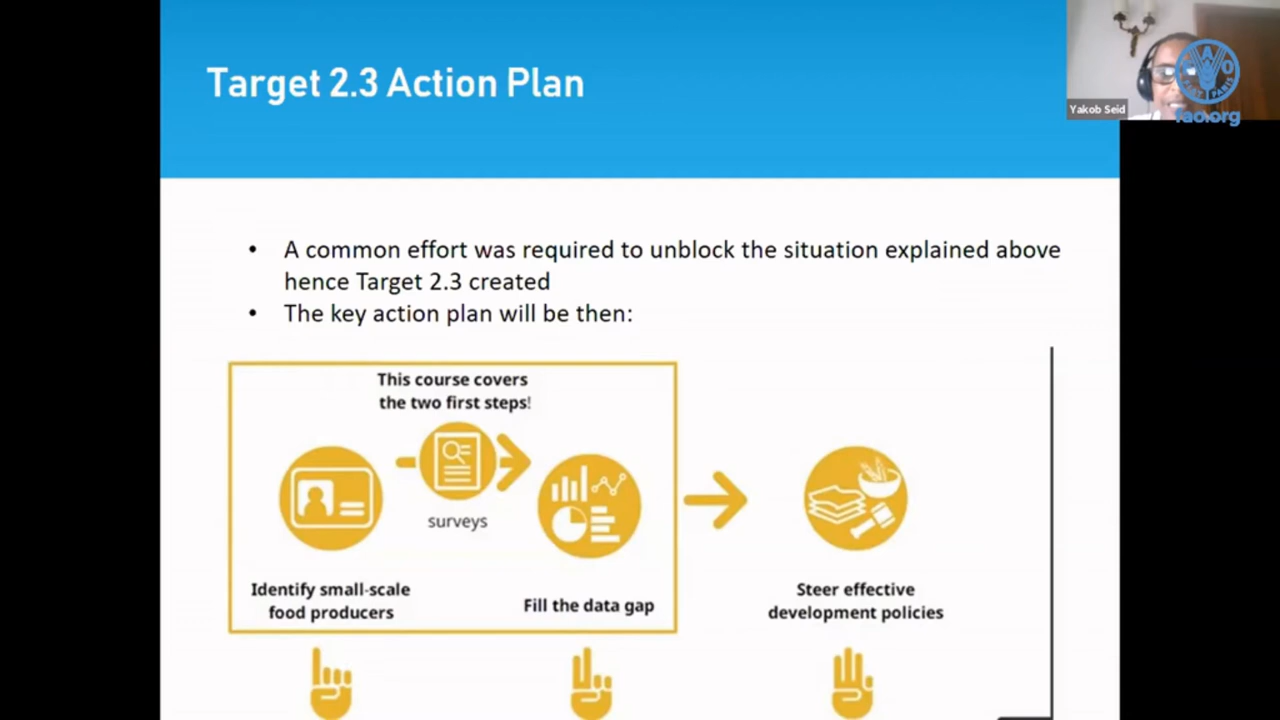 Target 2.3 Action Plan
Yakob Seid
fao.org
• A common effort was required to unblock the situation explained above
hence Target 2.3 created
• The key action plan will be then:
This course covers
the two first steps!
surveys
Identify small-scale
food producers
Fill the data gap
Steer effective
development policies